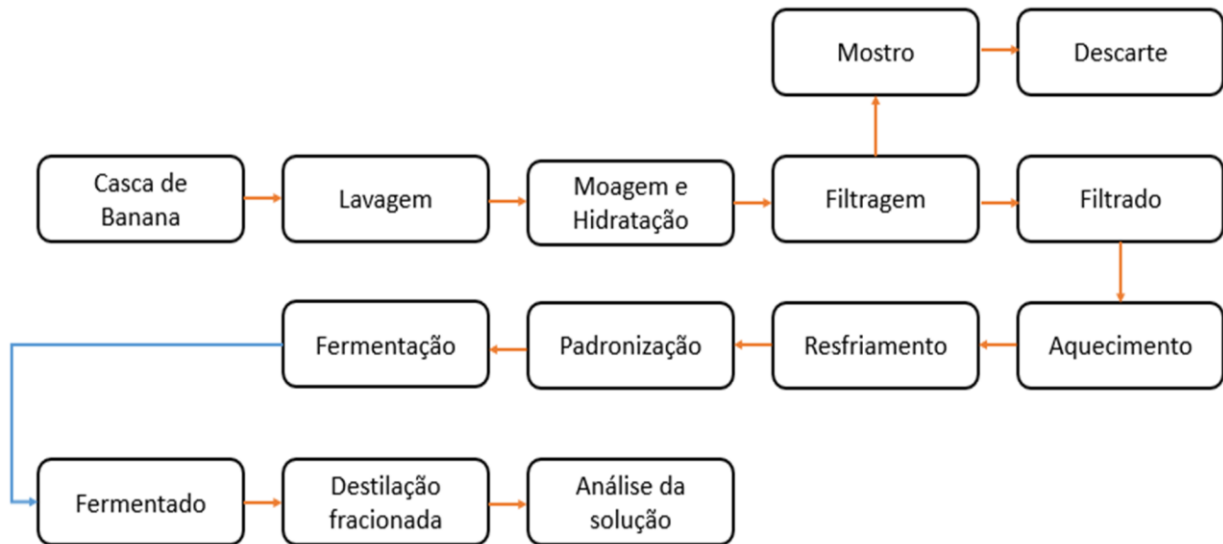 Mostro
Descarte
Casca de
Banana
Lavagem
Moagem e
Hidratação
Filtragem
Filtrado
Fermentação
Padronização
Resfriamento
Aquecimento
Fermentado
Destilação
fracionada
Análise da
solução